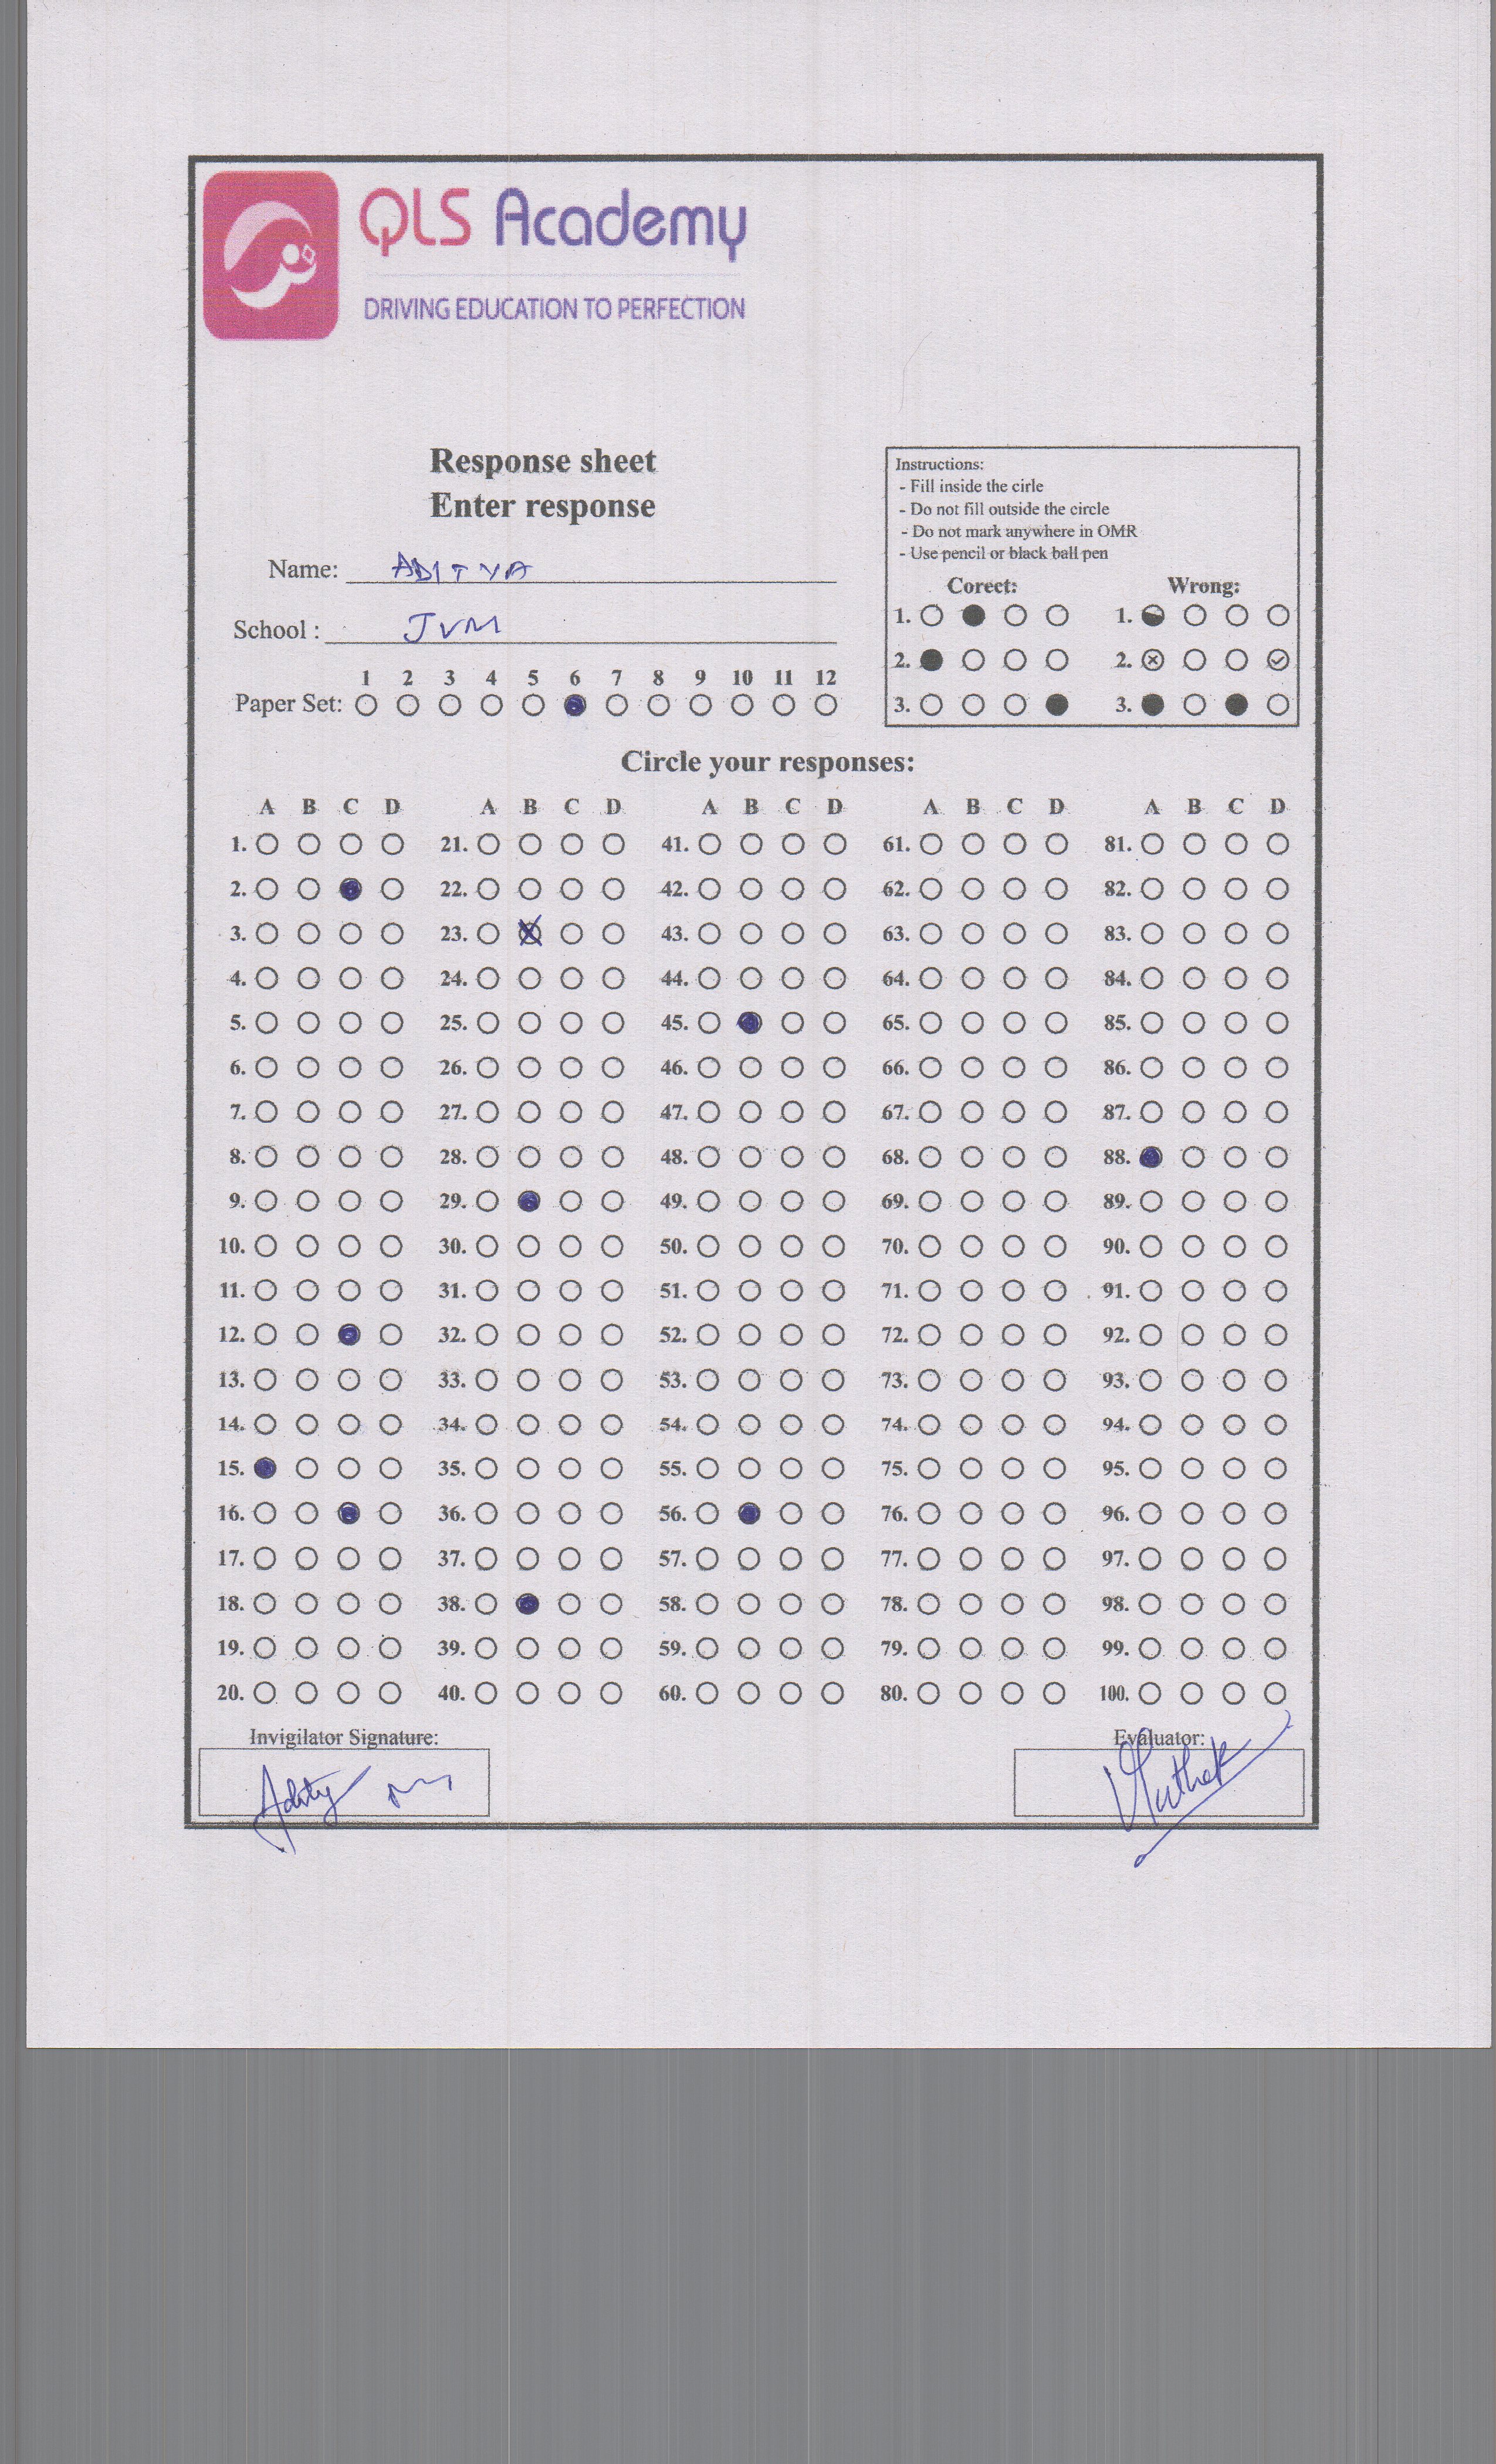 QLS Academy
DRIVING EDUCATION TO PERFECTION
Response sheet
Enter response
Name: ADITYA
School : JVM
1 2 3 4 5 6 7 8 9 10 11 12
Paper Set:
Instructions:
- Fill inside the cirle
- Do not fill outside the circle
- Do not mark anywhere in OMR
- Use pencil or black ball pen
Corect: Wrong:
1. 1.
2. 2.
3. 3.
Circle your responses:
A B C D A B C D A B C D A B C D A B C D
1. 21. 41. 61. 81.
2. 22. 42. 62. 82.
3. 23. 43. 63. 83.
4. 24. 44. 64. 84.
5. 25. 45. 65. 85.
6. 26. 46. 66. 86.
7. 27. 47. 67. 87.
8. 28. 48. 68. 88.
9. 29. 49. 69. 89.
10. 30. 50. 70. 90.
11. 31. 51. 71. 91.
12. 32. 52. 72. 92.
13. 33. 53. 73. 93.
14. 34. 54. 74. 94.
15. 35. 55. 75. 95.
16. 36. 56. 76. 96.
17. 37. 57. 77. 97.
18. 38. 58. 78. 98.
19. 39. 59. 79. 99.
20. 40. 60. 80. 100.
Invigilator Signature: Evaluator: